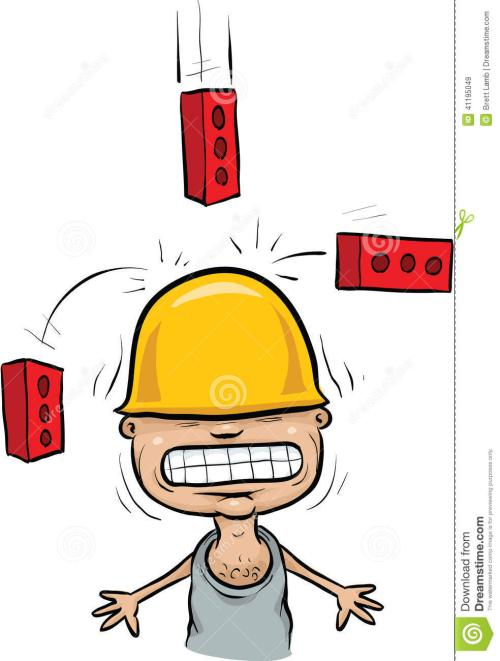 ID 41195049
© Brett Lamb | Dreamstime.com
Download from
Dreamstime.com
This watermarked comp image is for previewing purposes only.